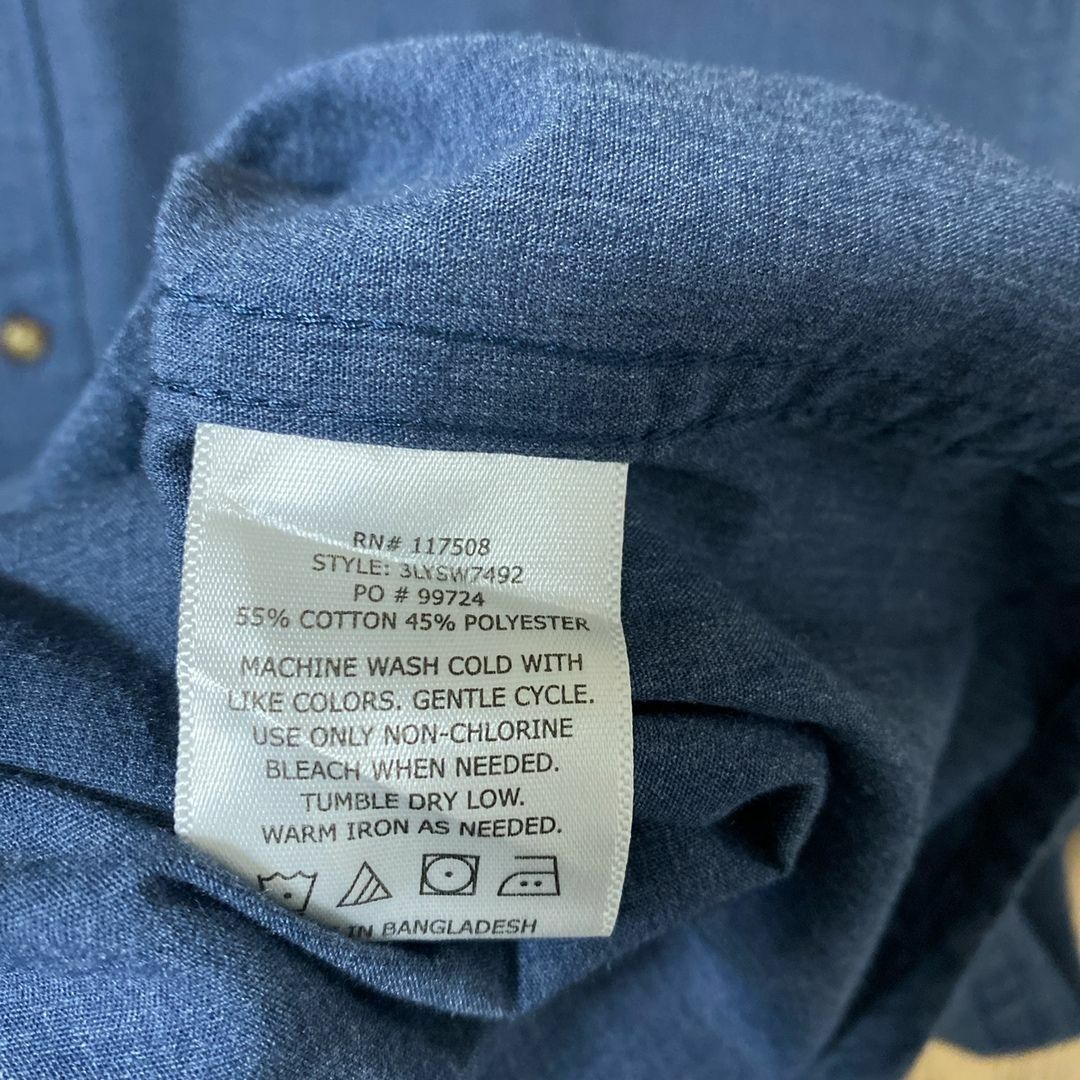 RN# 117508
STYLE: 3LYSW7492
PO # 99724
55% COTTON 45% POLYESTER
MACHINE WASH COLD WITH
LIKE COLORS. GENTLE CYCLE.
USE ONLY NON-CHLORINE
BLEACH WHEN NEEDED.
TUMBLE DRY LOW.
WARM IRON AS NEEDED.
IN BANGLADESH